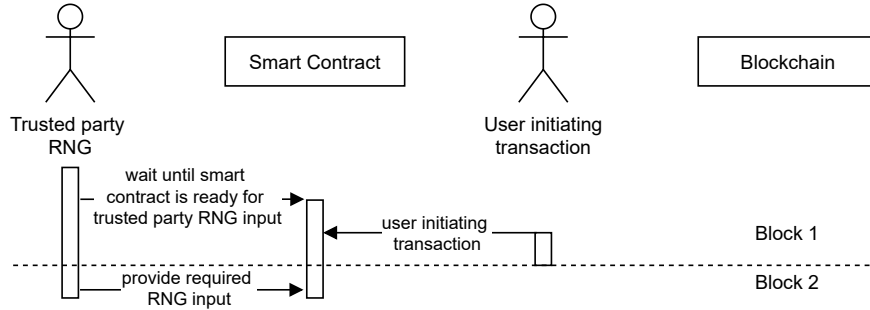 Smart Contract
Blockchain
Trusted party
RNG
User initiating
transaction
wait until smart
contract is ready for
trusted party RNG input
user initiating
transaction
Block 1
provide required
RNG input
Block 2